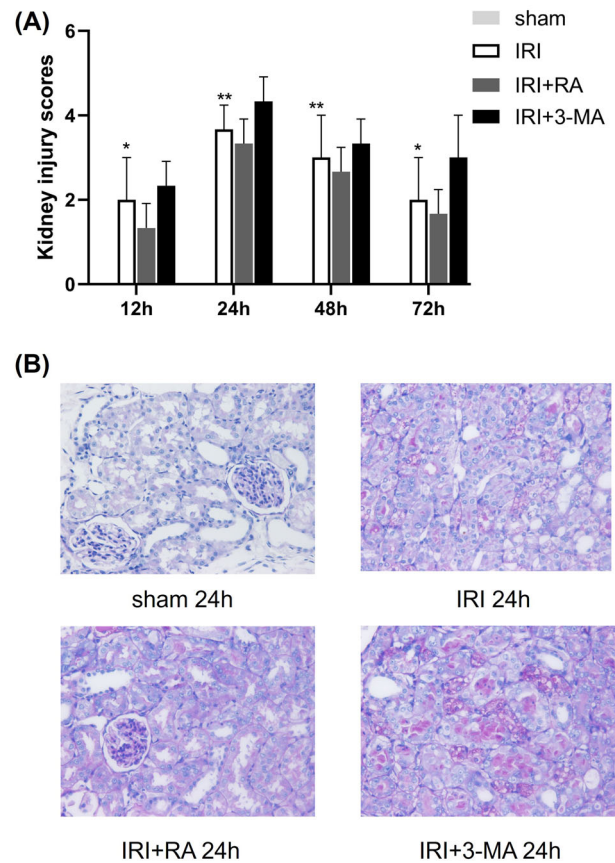 (A)
Kidney injury scores
6
4
2
0
* ** ** *
12h 24h 48h 72h
sham
IRI
IRI+RA
IRI+3-MA
(B)
sham 24h IRI 24h
IRI+RA 24h IRI+3-MA 24h